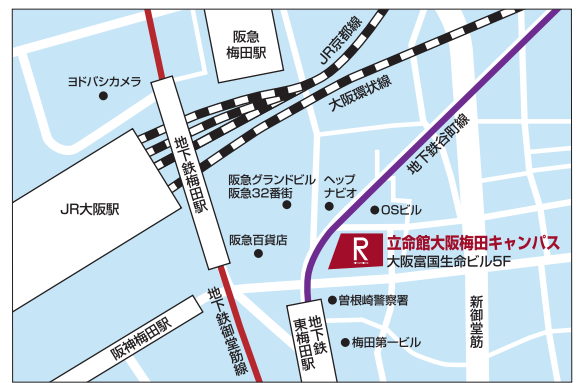 阪急
梅田駅
JR京都線
ヨドバシカメラ
大阪環状線
地下鉄梅田駅
地下鉄谷町線
阪急グランドビル
阪急32番街
ヘップ
ナビオ
JR大阪駅
OSビル
阪急百貨店
R
立命館大阪梅田キャンパス
大阪富国生命ビル5F
地下鉄御堂筋線
曽根崎警察署
新御堂筋
阪神梅田駅
地下鉄
東梅田駅
梅田第一ビル